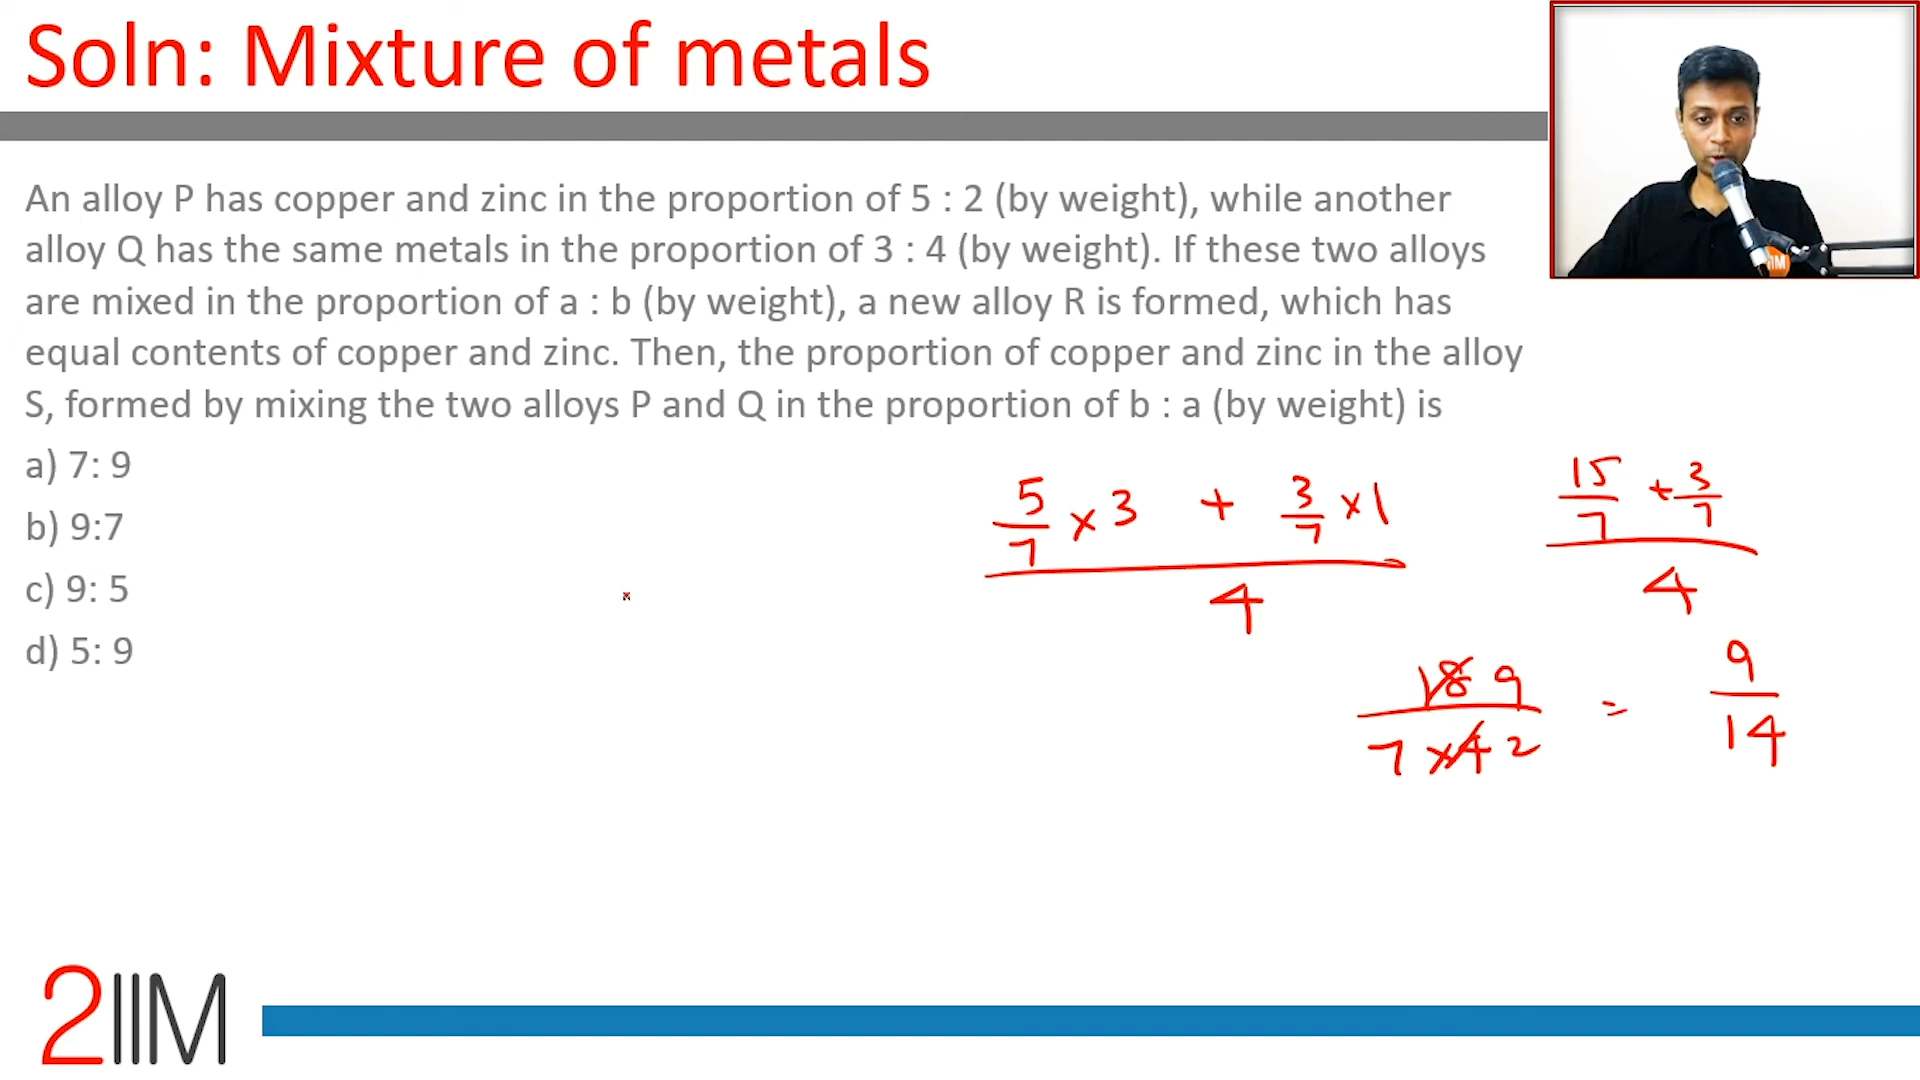 Soln: Mixture of metals
An alloy P has copper and zinc in the proportion of 5 : 2 (by weight), while another
alloy Q has the same metals in the proportion of 3 : 4 (by weight). If these two alloys
are mixed in the proportion of a : b (by weight), a new alloy R is formed, which has
equal contents of copper and zinc. Then, the proportion of copper and zinc in the alloy
S, formed by mixing the two alloys P and Q in the proportion of b : a (by weight) is
a) 7: 9
b) 9:7
c) 9: 5
d) 5: 9
5/7 × 3 + 3/7 × 1
4
15/7 + 3/7
4
18 9
7 × 4 2
=
9
14
IIM
2IIM